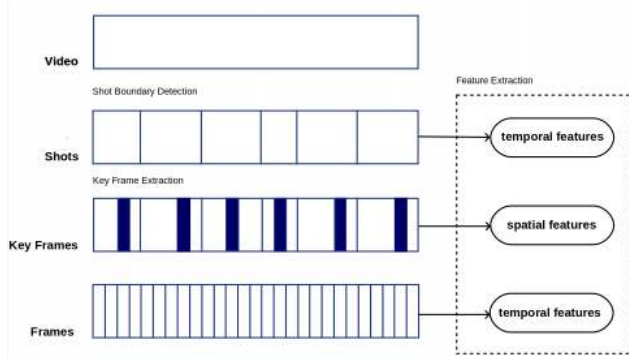 Video
Shot Boundary Detection
Feature Extraction
Shots
temporal features
Key Frame Extraction
Key Frames
spatial features
Frames
temporal features